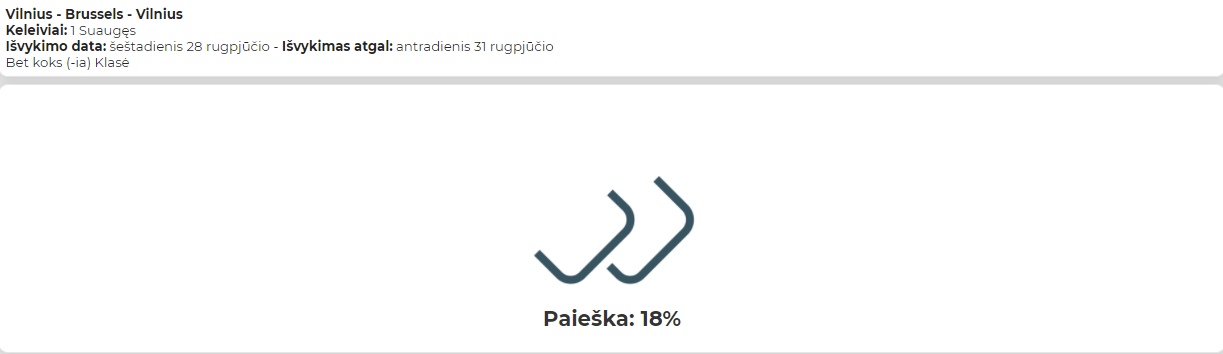 Vilnius - Brussels - Vilnius
Keleiviai: 1 Suaugęs
Išvykimo data: šeštadienis 28 rugpjūčio - Išvykimas atgal: antradienis 31 rugpjūčio
Bet koks (-ia) Klasė
Paieška: 18%